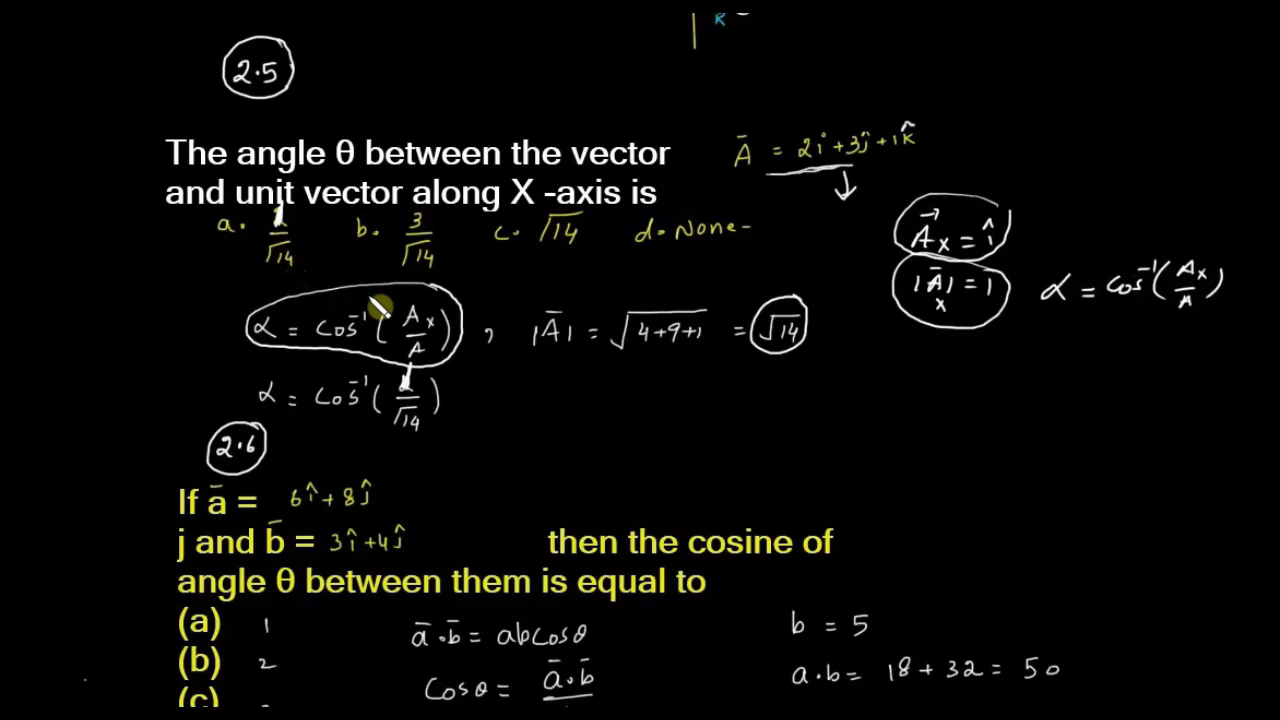 R
2.5
The angle θ between the vector
and unit vector along X -axis is
Ā = 2î + 3ĵ + 1k̂
a. /√14 b. 3/√14 c. √14 d. None -
A⃗x = î
|Āx| = 1
α = cos⁻¹(Ax/A)
α = cos⁻¹(Ax/A) , |Ā| = √4+9+1 = √14
α = cos⁻¹( /√14)
2.6
If ā = 6î + 8ĵ
j and b̄ = 3î + 4ĵ then the cosine of
angle θ between them is equal to
(a) 1 ā . b̄ = ab cosθ b = 5
(b) 2 cosθ = ā . b̄ a.b = 18 + 32 = 50
(c)